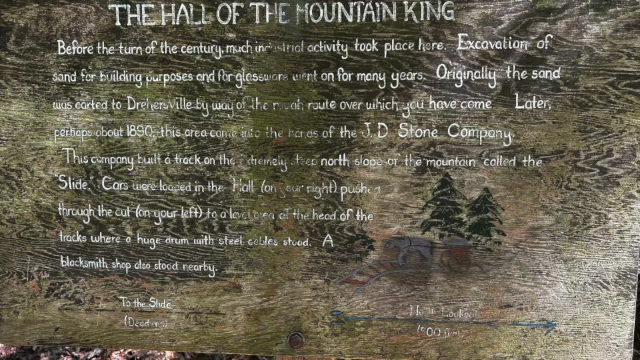 THE HALL OF THE MOUNTAIN KING
Before the turn of the century, much industrial activity took place here. Excavation of
sand for building purposes and for glassware went on for many years. Originally the sand
was carted to Drehersville by way of the rough route over which you have come. Later,
perhaps about 1890, this area came into the hands of the J.D. Stone Company.
This company built a track on the extremely steep north slope of the mountain called the
"Slide." Cars were loaded in the Hall (on your right) pushed
through the cut (on your left) to a level area at the head of the
tracks where a huge drum with steel cables stood. A
blacksmith shop also stood nearby.
To the Slide
(Dead end)
Lookout